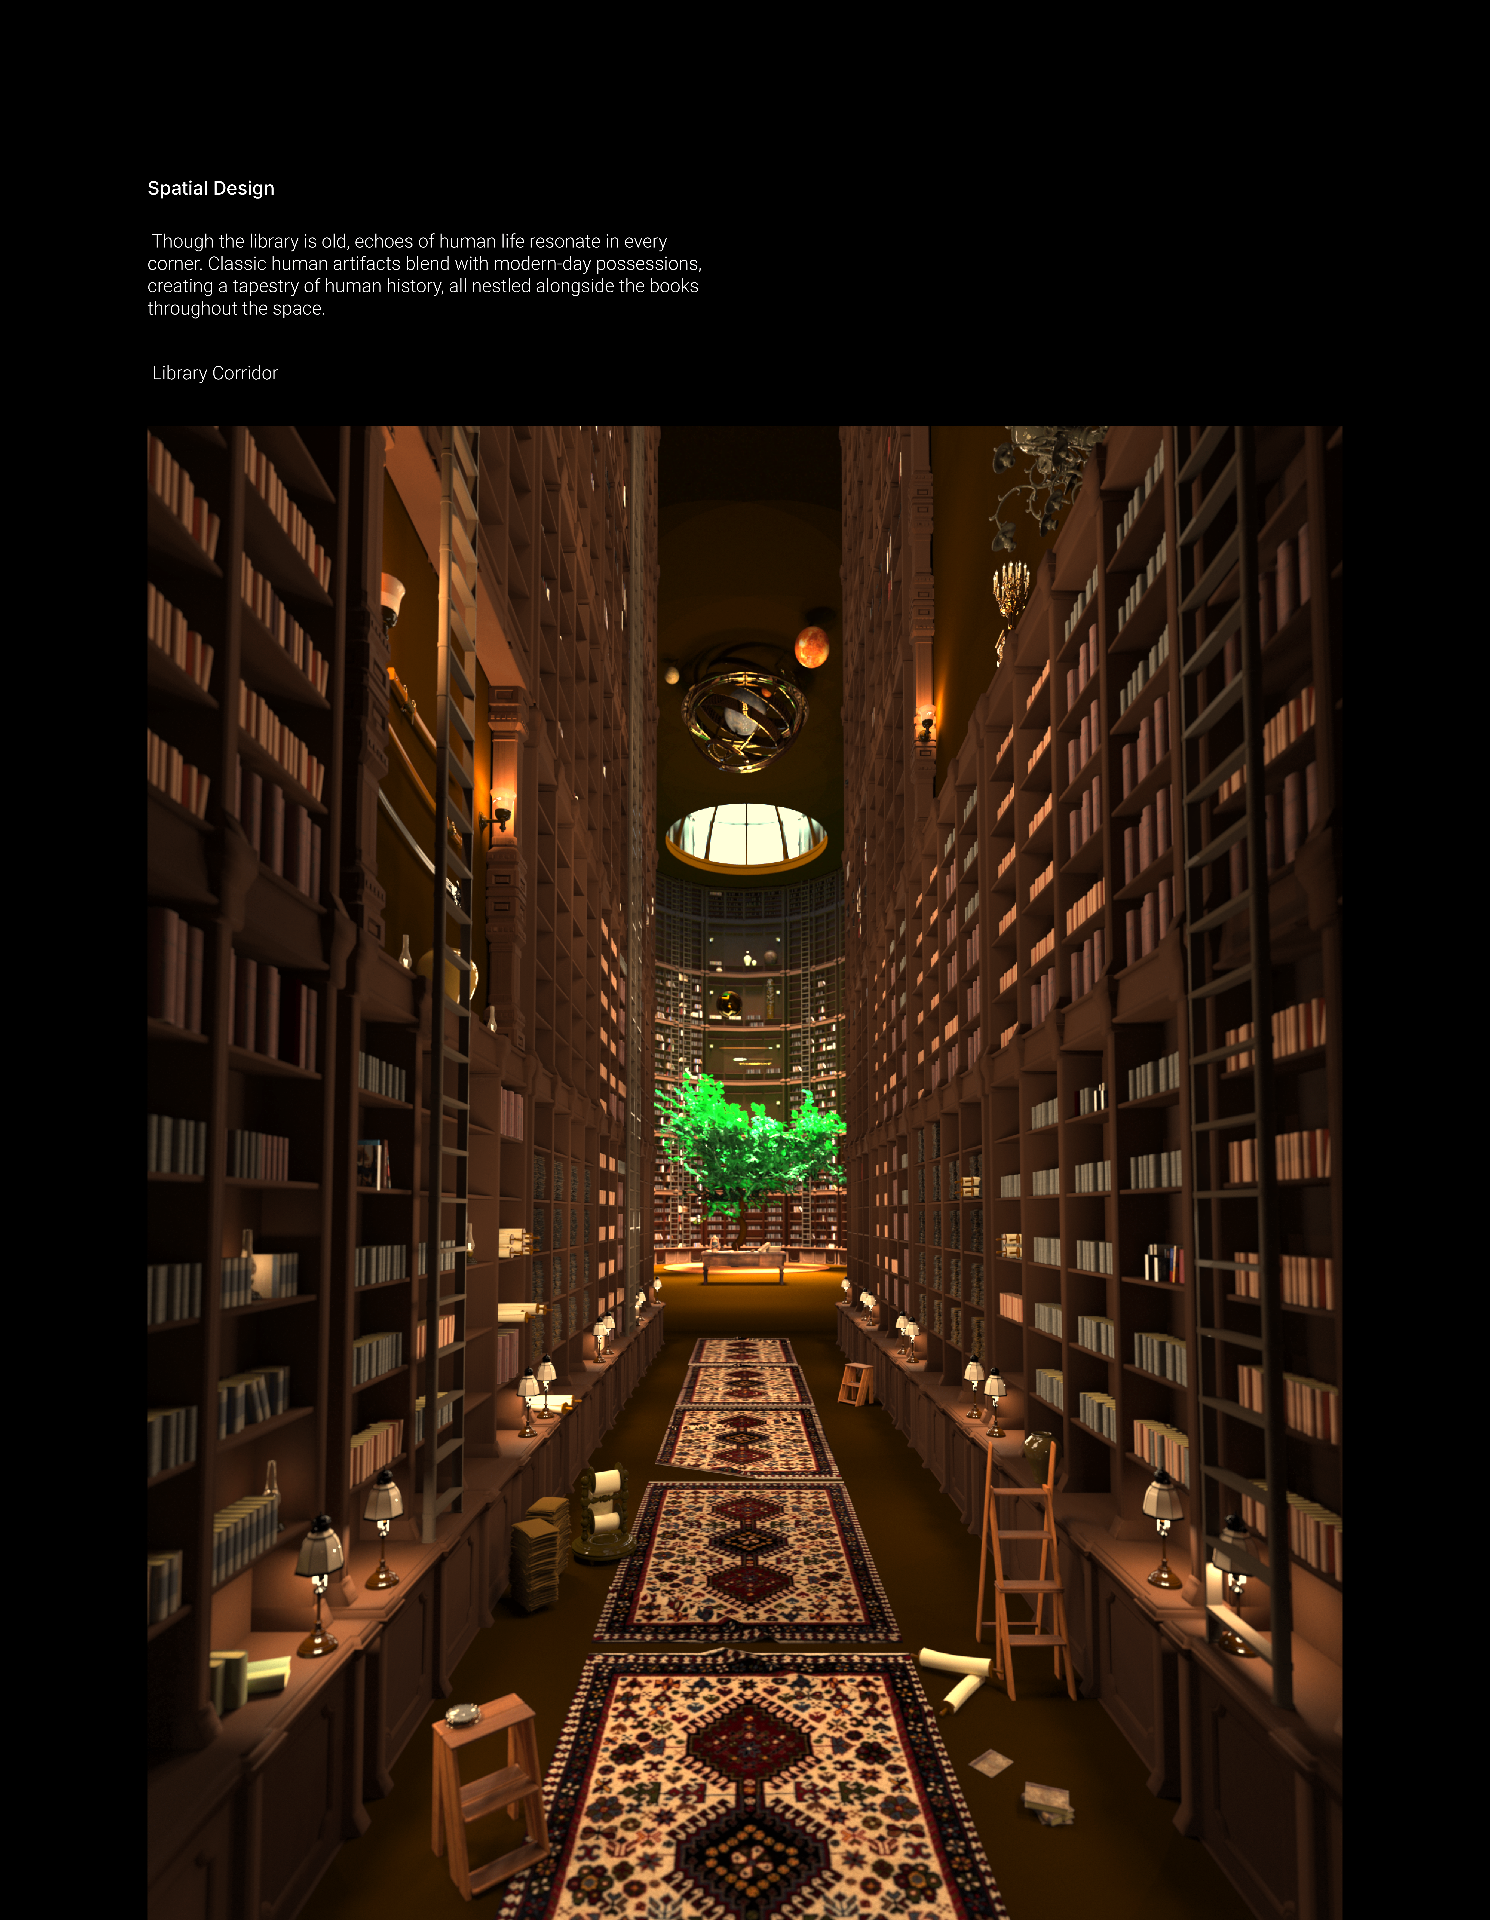 Spatial Design
Though the library is old, echoes of human life resonate in every
corner. Classic human artifacts blend with modern-day possessions,
creating a tapestry of human history, all nestled alongside the books
throughout the space.
Library Corridor